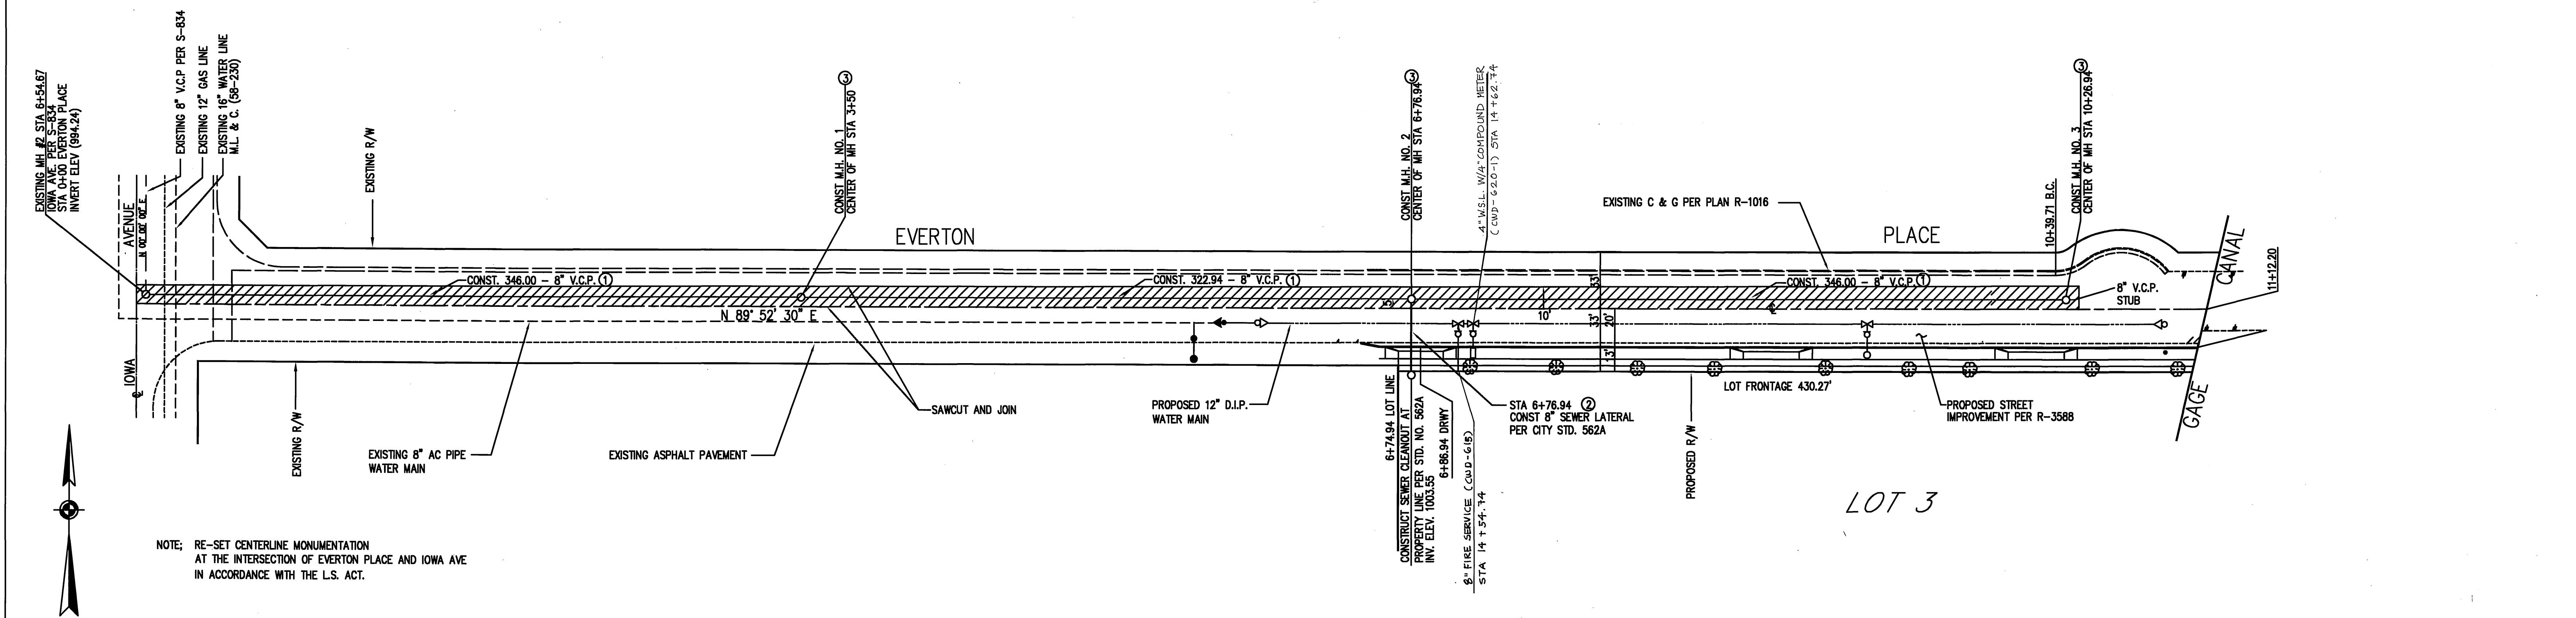 EXISTING MH #2 STA 6+54.67
IOWA AVE. PER S-834
STA 0+00 EVERTON PLACE
INVERT ELEV (994.24)
EXISTING 8" V.C.P PER S-834
EXISTING 12" GAS LINE
EXISTING 16" WATER LINE
M.L. & C. (58-230)
EXISTING R/W
AVENUE
N 00° 00' 00" E
IOWA
℄
③
CONST M.H. NO. 1
CENTER OF MH STA 3+50
EVERTON
③
CONST M.H. NO. 2
CENTER OF MH STA 6+76.94
4" W.S.L. W/4" COMPOUND METER
(CWD-620-1) STA 14+62.74
EXISTING C & G PER PLAN R-1016
PLACE
10+39.71 B.C.
③
CONST M.H. NO. 3
CENTER OF MH STA 10+26.94
CANAL
11+12.20
CONST. 346.00 - 8" V.C.P. ①
CONST. 322.94 - 8" V.C.P. ①
CONST. 346.00 - 8" V.C.P. ①
8" V.C.P.
STUB
5'
10'
33'
33'
20'
13'
℄
N 89° 52' 30" E
EXISTING R/W
EXISTING 8" AC PIPE
WATER MAIN
EXISTING ASPHALT PAVEMENT
SAWCUT AND JOIN
PROPOSED 12" D.I.P.
WATER MAIN
6+74.94 LOT LINE
CONSTRUCT SEWER CLEANOUT AT
PROPERTY LINE PER STD. NO. 562A
INV. ELEV. 1003.55
6+86.94 DRWY
8" FIRE SERVICE (CWD-615)
STA 14+54.74
STA 6+76.94 ②
CONST 8" SEWER LATERAL
PER CITY STD. 562A
PROPOSED R/W
LOT FRONTAGE 430.27'
PROPOSED STREET
IMPROVEMENT PER R-3588
GAGE
LOT 3
NOTE; RE-SET CENTERLINE MONUMENTATION
AT THE INTERSECTION OF EVERTON PLACE AND IOWA AVE
IN ACCORDANCE WITH THE L.S. ACT.